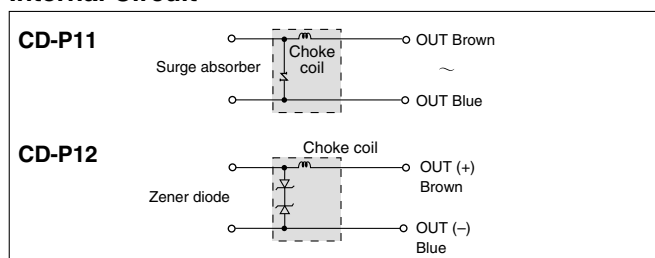 Internal Circuit
CD-P11
Choke
coil
OUT Brown
Surge absorber
~
OUT Blue
CD-P12
Choke coil
OUT (+)
Brown
Zener diode
OUT (–)
Blue